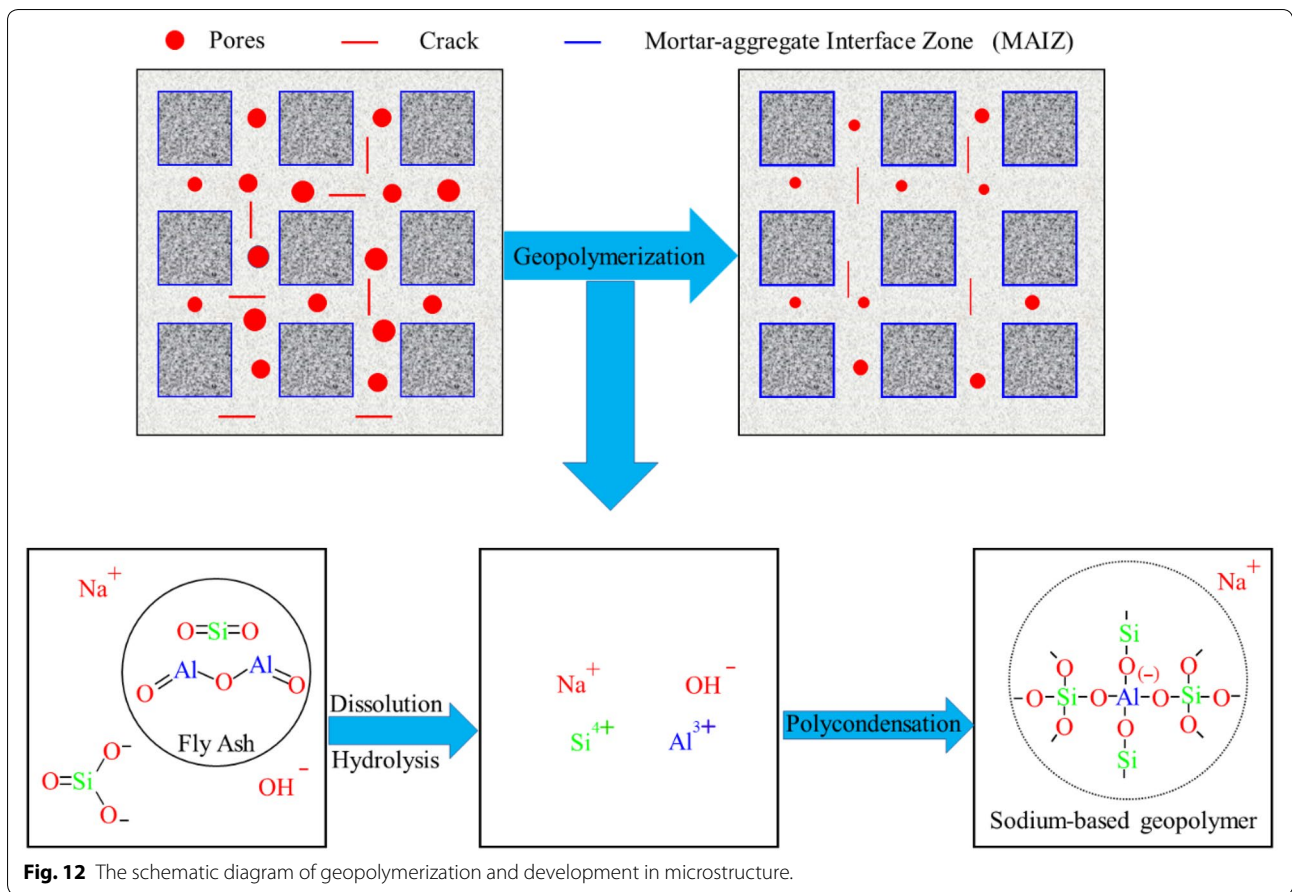 Pores Crack Mortar-aggregate Interface Zone (MAIZ)
Geopolymerization
Na+
O=Si=O
Al Al
O O O
Fly Ash
O-
O=Si
O-
OH-
Dissolution
Hydrolysis
Na+ OH-
Si4+ Al3+
Polycondensation
Na+
Si
O O(-) O
-O-Si-O-Al-O-Si-O-
O O O
Si
Sodium-based geopolymer
Fig. 12 The schematic diagram of geopolymerization and development in microstructure.